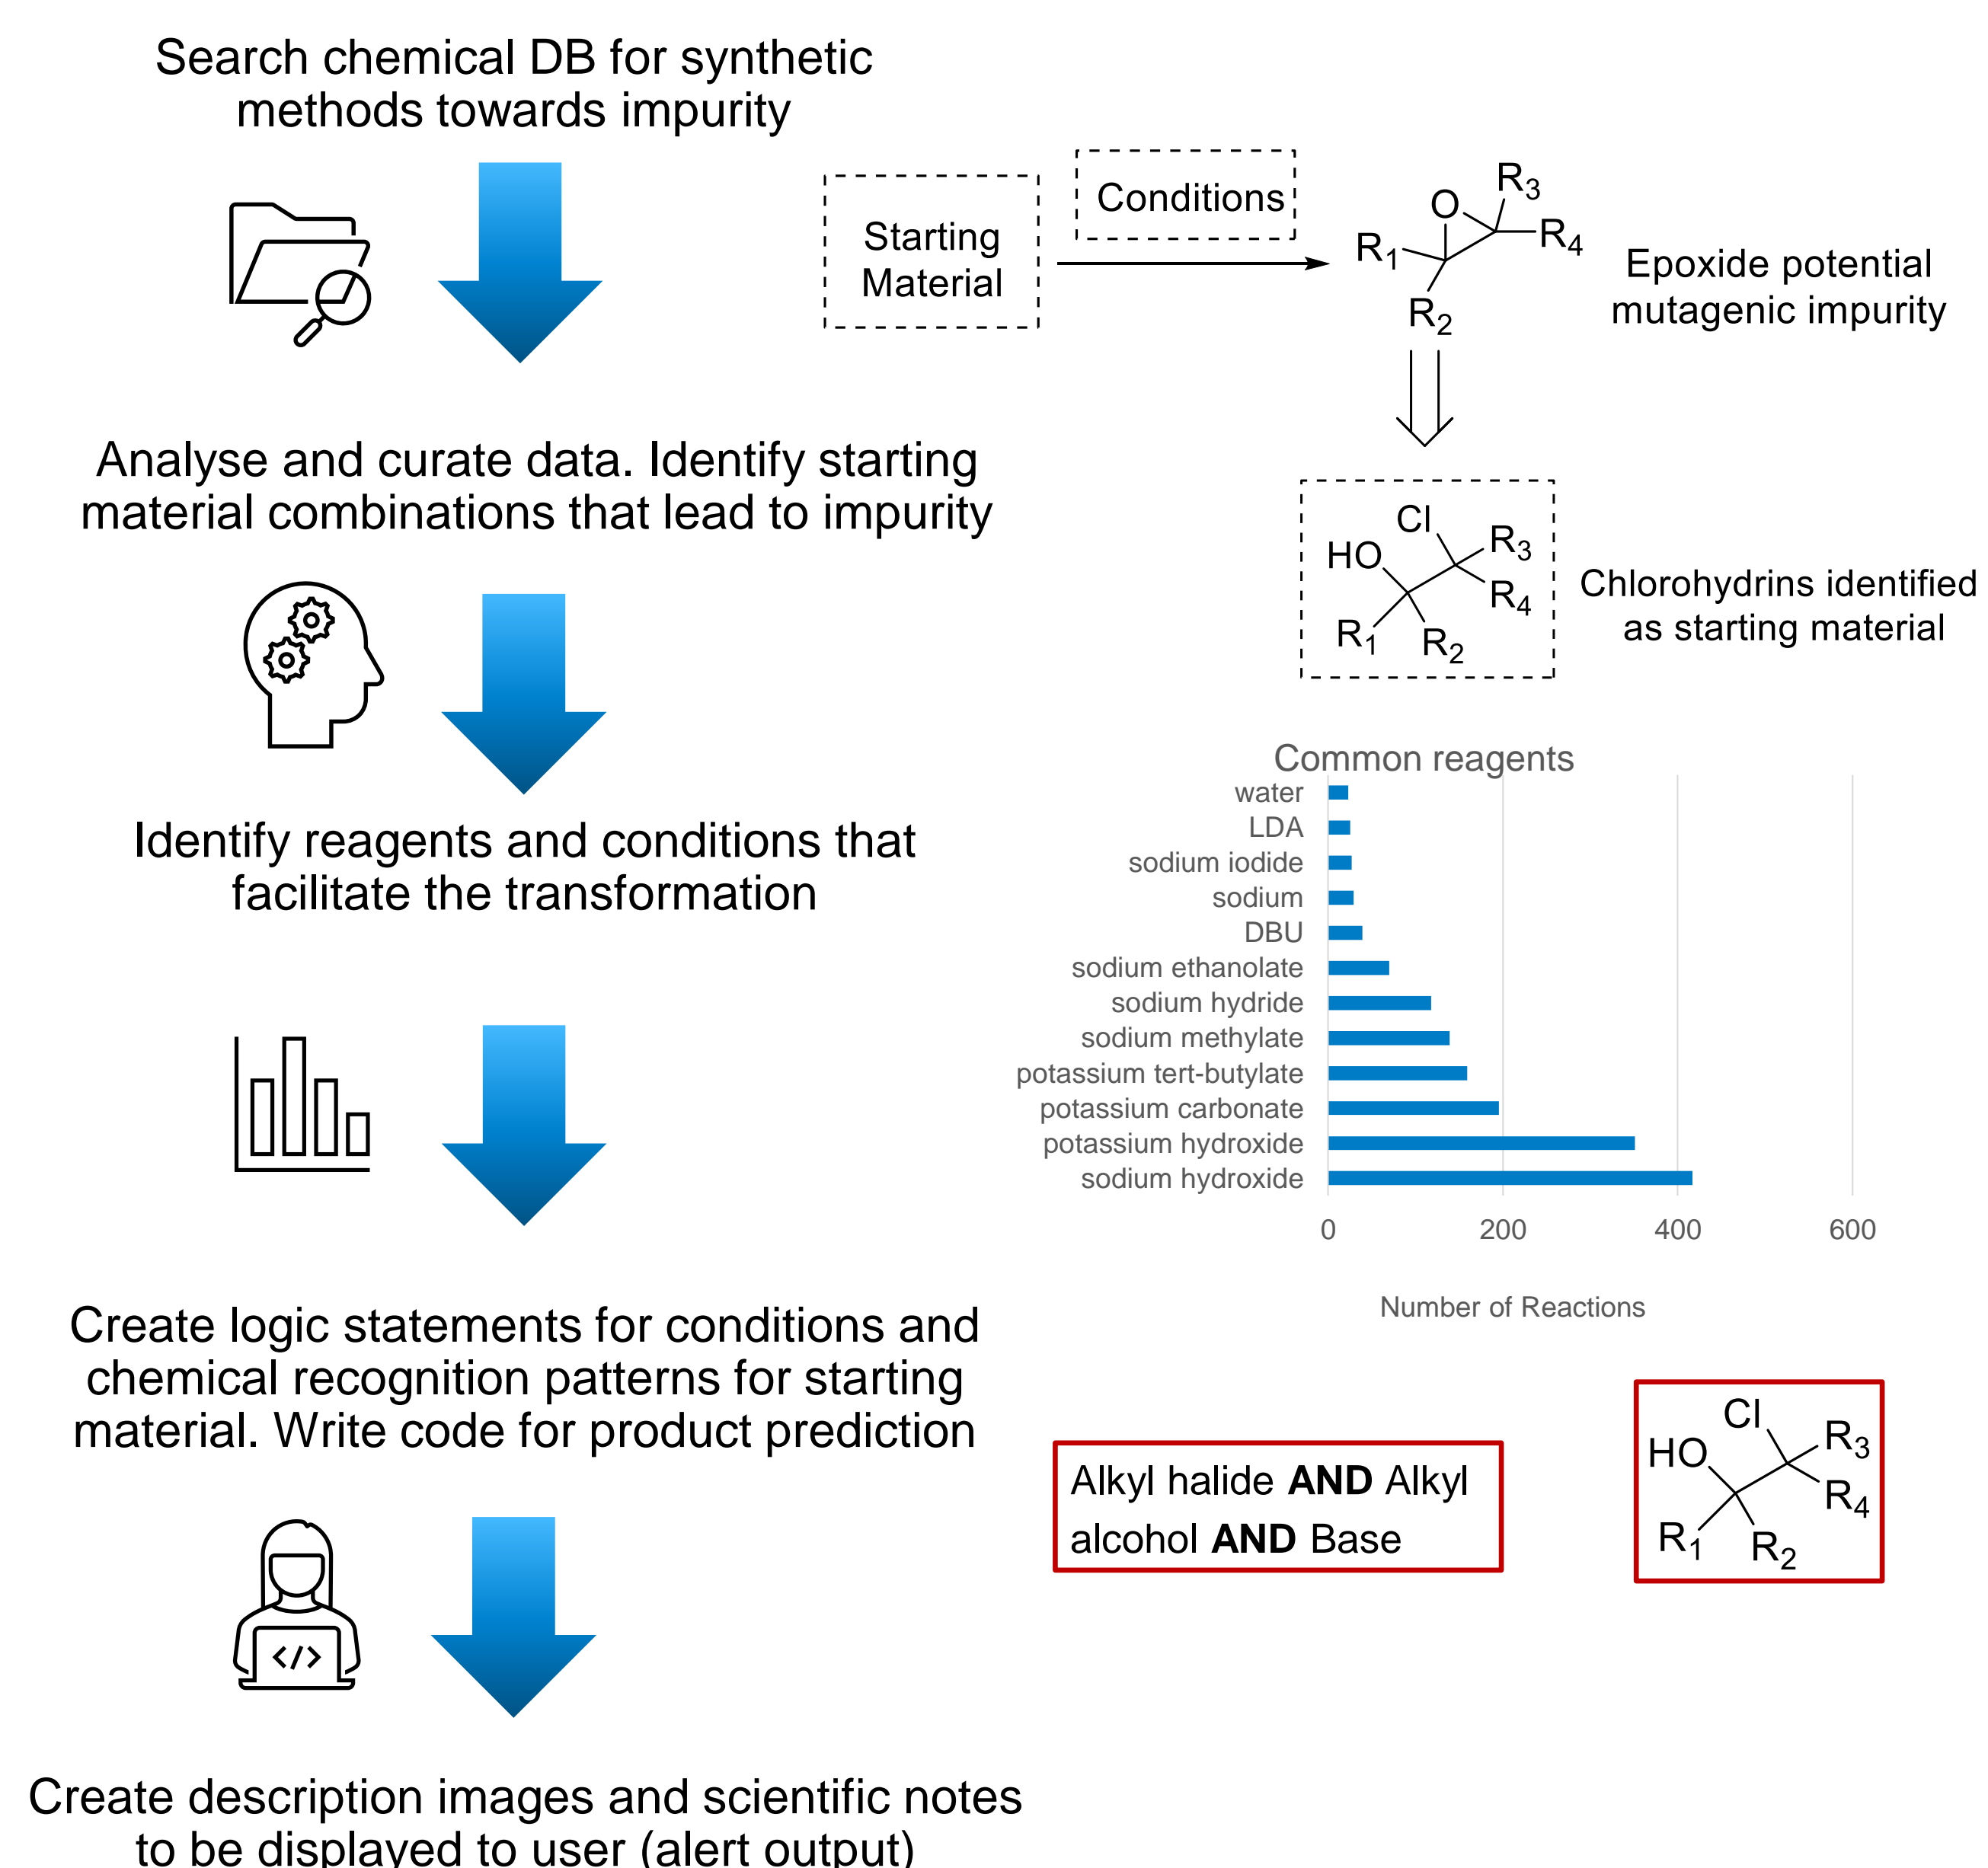 Search chemical DB for synthetic
methods towards impurity
Starting
Material
Conditions
O
R3
R4
R1
R2
Epoxide potential
mutagenic impurity
Analyse and curate data. Identify starting
material combinations that lead to impurity
Cl
HO
R3
R4
R1
R2
Chlorohydrins identified
as starting material
Identify reagents and conditions that
facilitate the transformation
Common reagents
water
LDA
sodium iodide
sodium
DBU
sodium ethanolate
sodium hydride
sodium methylate
potassium tert-butylate
potassium carbonate
potassium hydroxide
sodium hydroxide
0 200 400 600
Number of Reactions
Create logic statements for conditions and
chemical recognition patterns for starting
material. Write code for product prediction
Alkyl halide AND Alkyl
alcohol AND Base
Cl
HO
R3
R4
R1
R2
</>
Create description images and scientific notes
to be displayed to user (alert output)